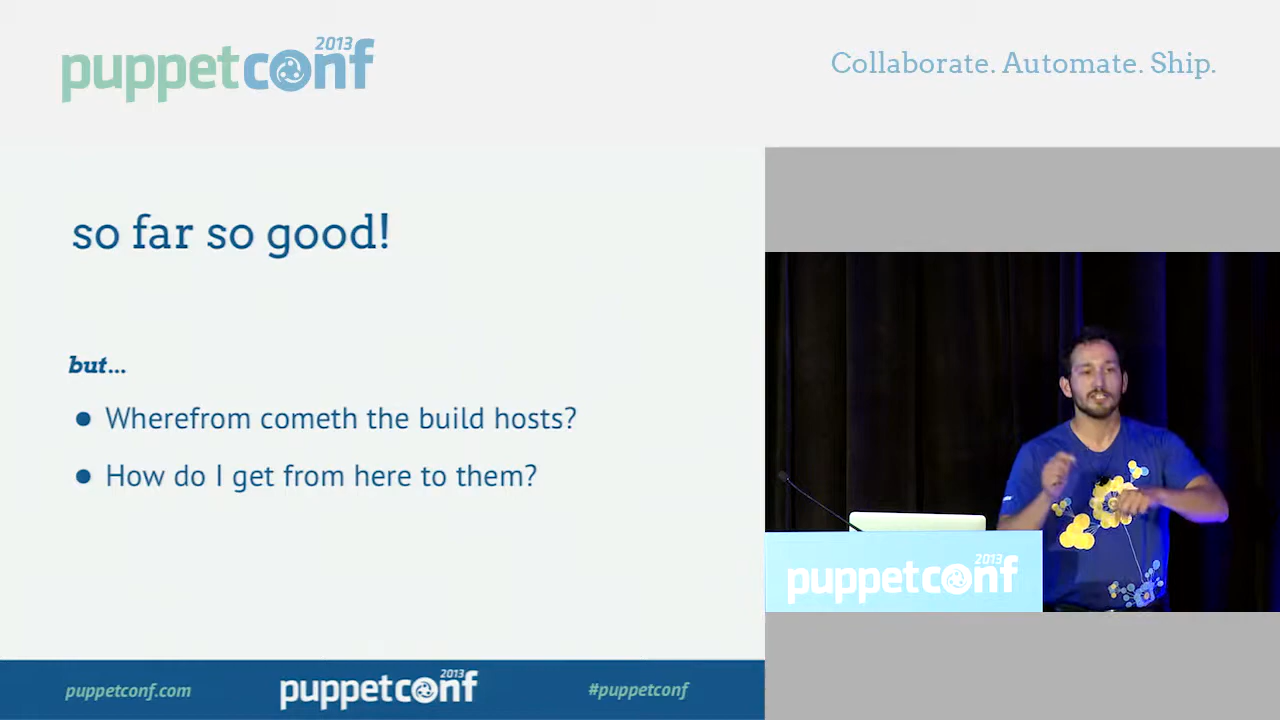 puppetconf 2013
Collaborate. Automate. Ship.
so far so good!
but...
● Wherefrom cometh the build hosts?
● How do I get from here to them?
puppetconf 2013
puppetconf.com
puppetconf 2013
#puppetconf